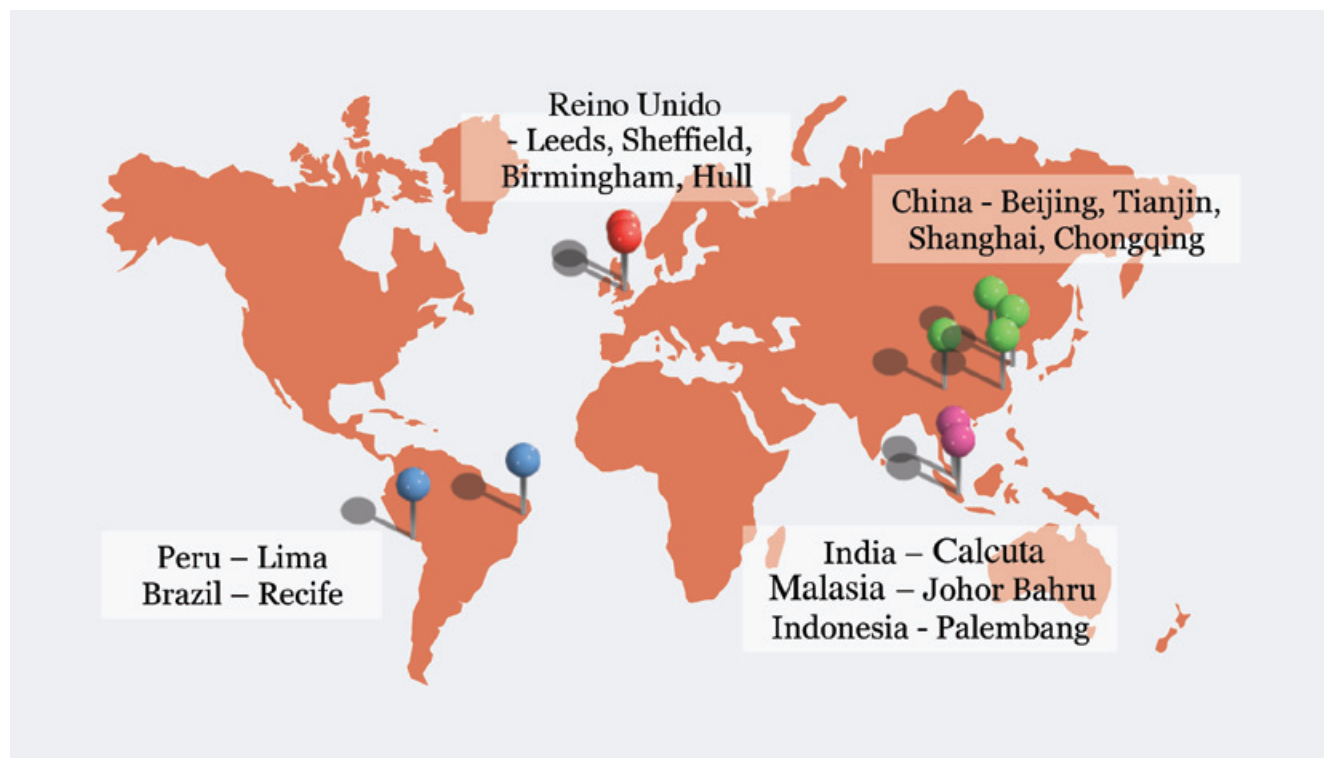 Reino Unido
- Leeds, Sheffield,
Birmingham, Hull
China - Beijing, Tianjin,
Shanghai, Chongqing
Peru – Lima
Brazil – Recife
India – Calcuta
Malasia – Johor Bahru
Indonesia - Palembang